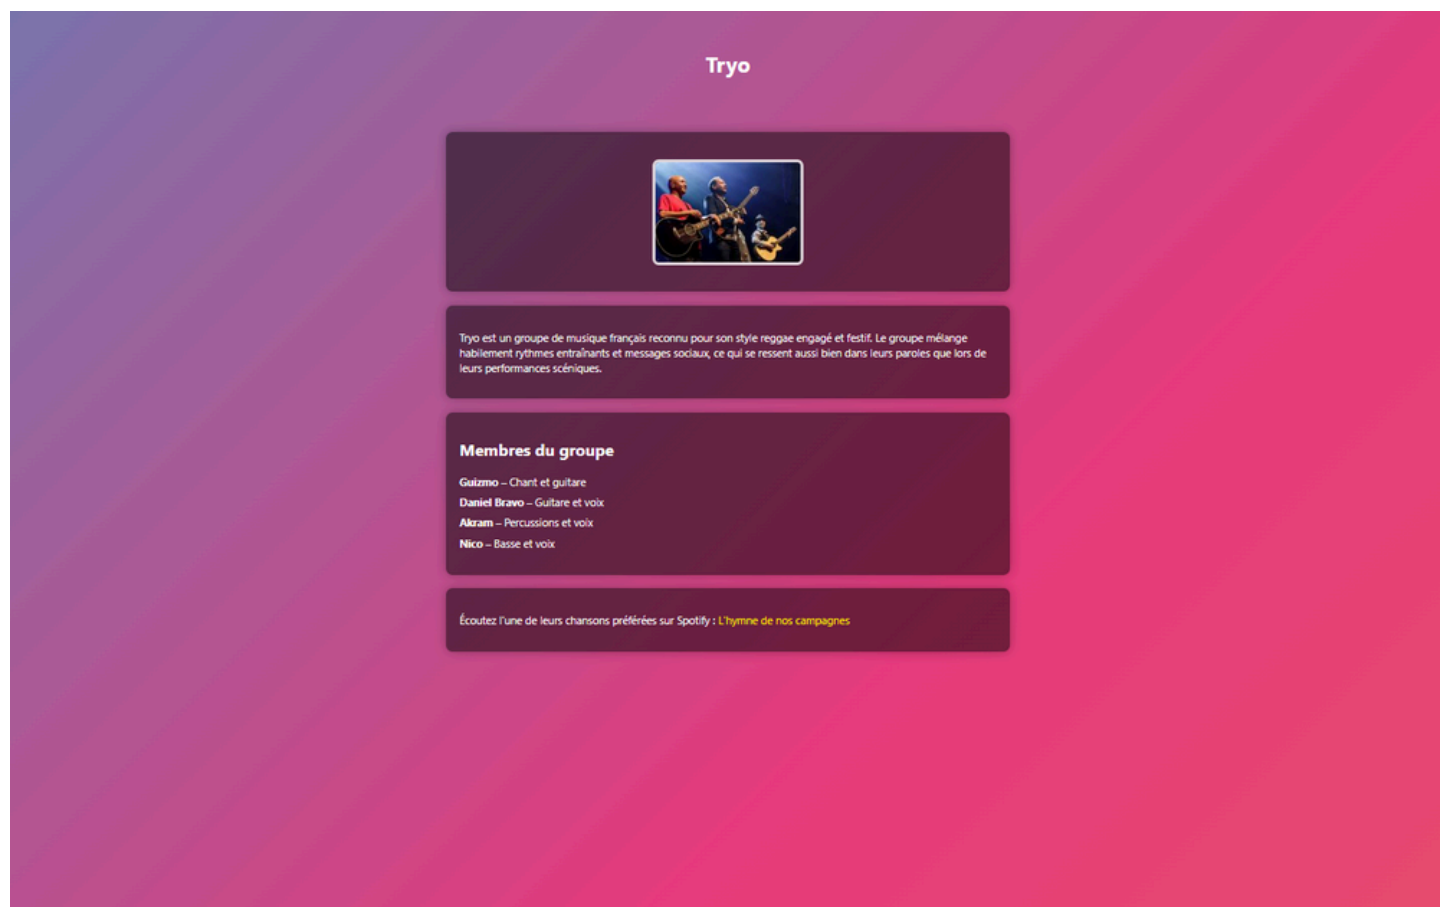 Tryo
Tryo est un groupe de musique français reconnu pour son style reggae engagé et festif. Le groupe mélange
habilement rythmes entraînants et messages sociaux, ce qui se ressent aussi bien dans leurs paroles que lors de
leurs performances scéniques.
Membres du groupe
Guizmo – Chant et guitare
Daniel Bravo – Guitare et voix
Akram – Percussions et voix
Nico – Basse et voix
Écoutez l'une de leurs chansons préférées sur Spotify : L'hymne de nos campagnes